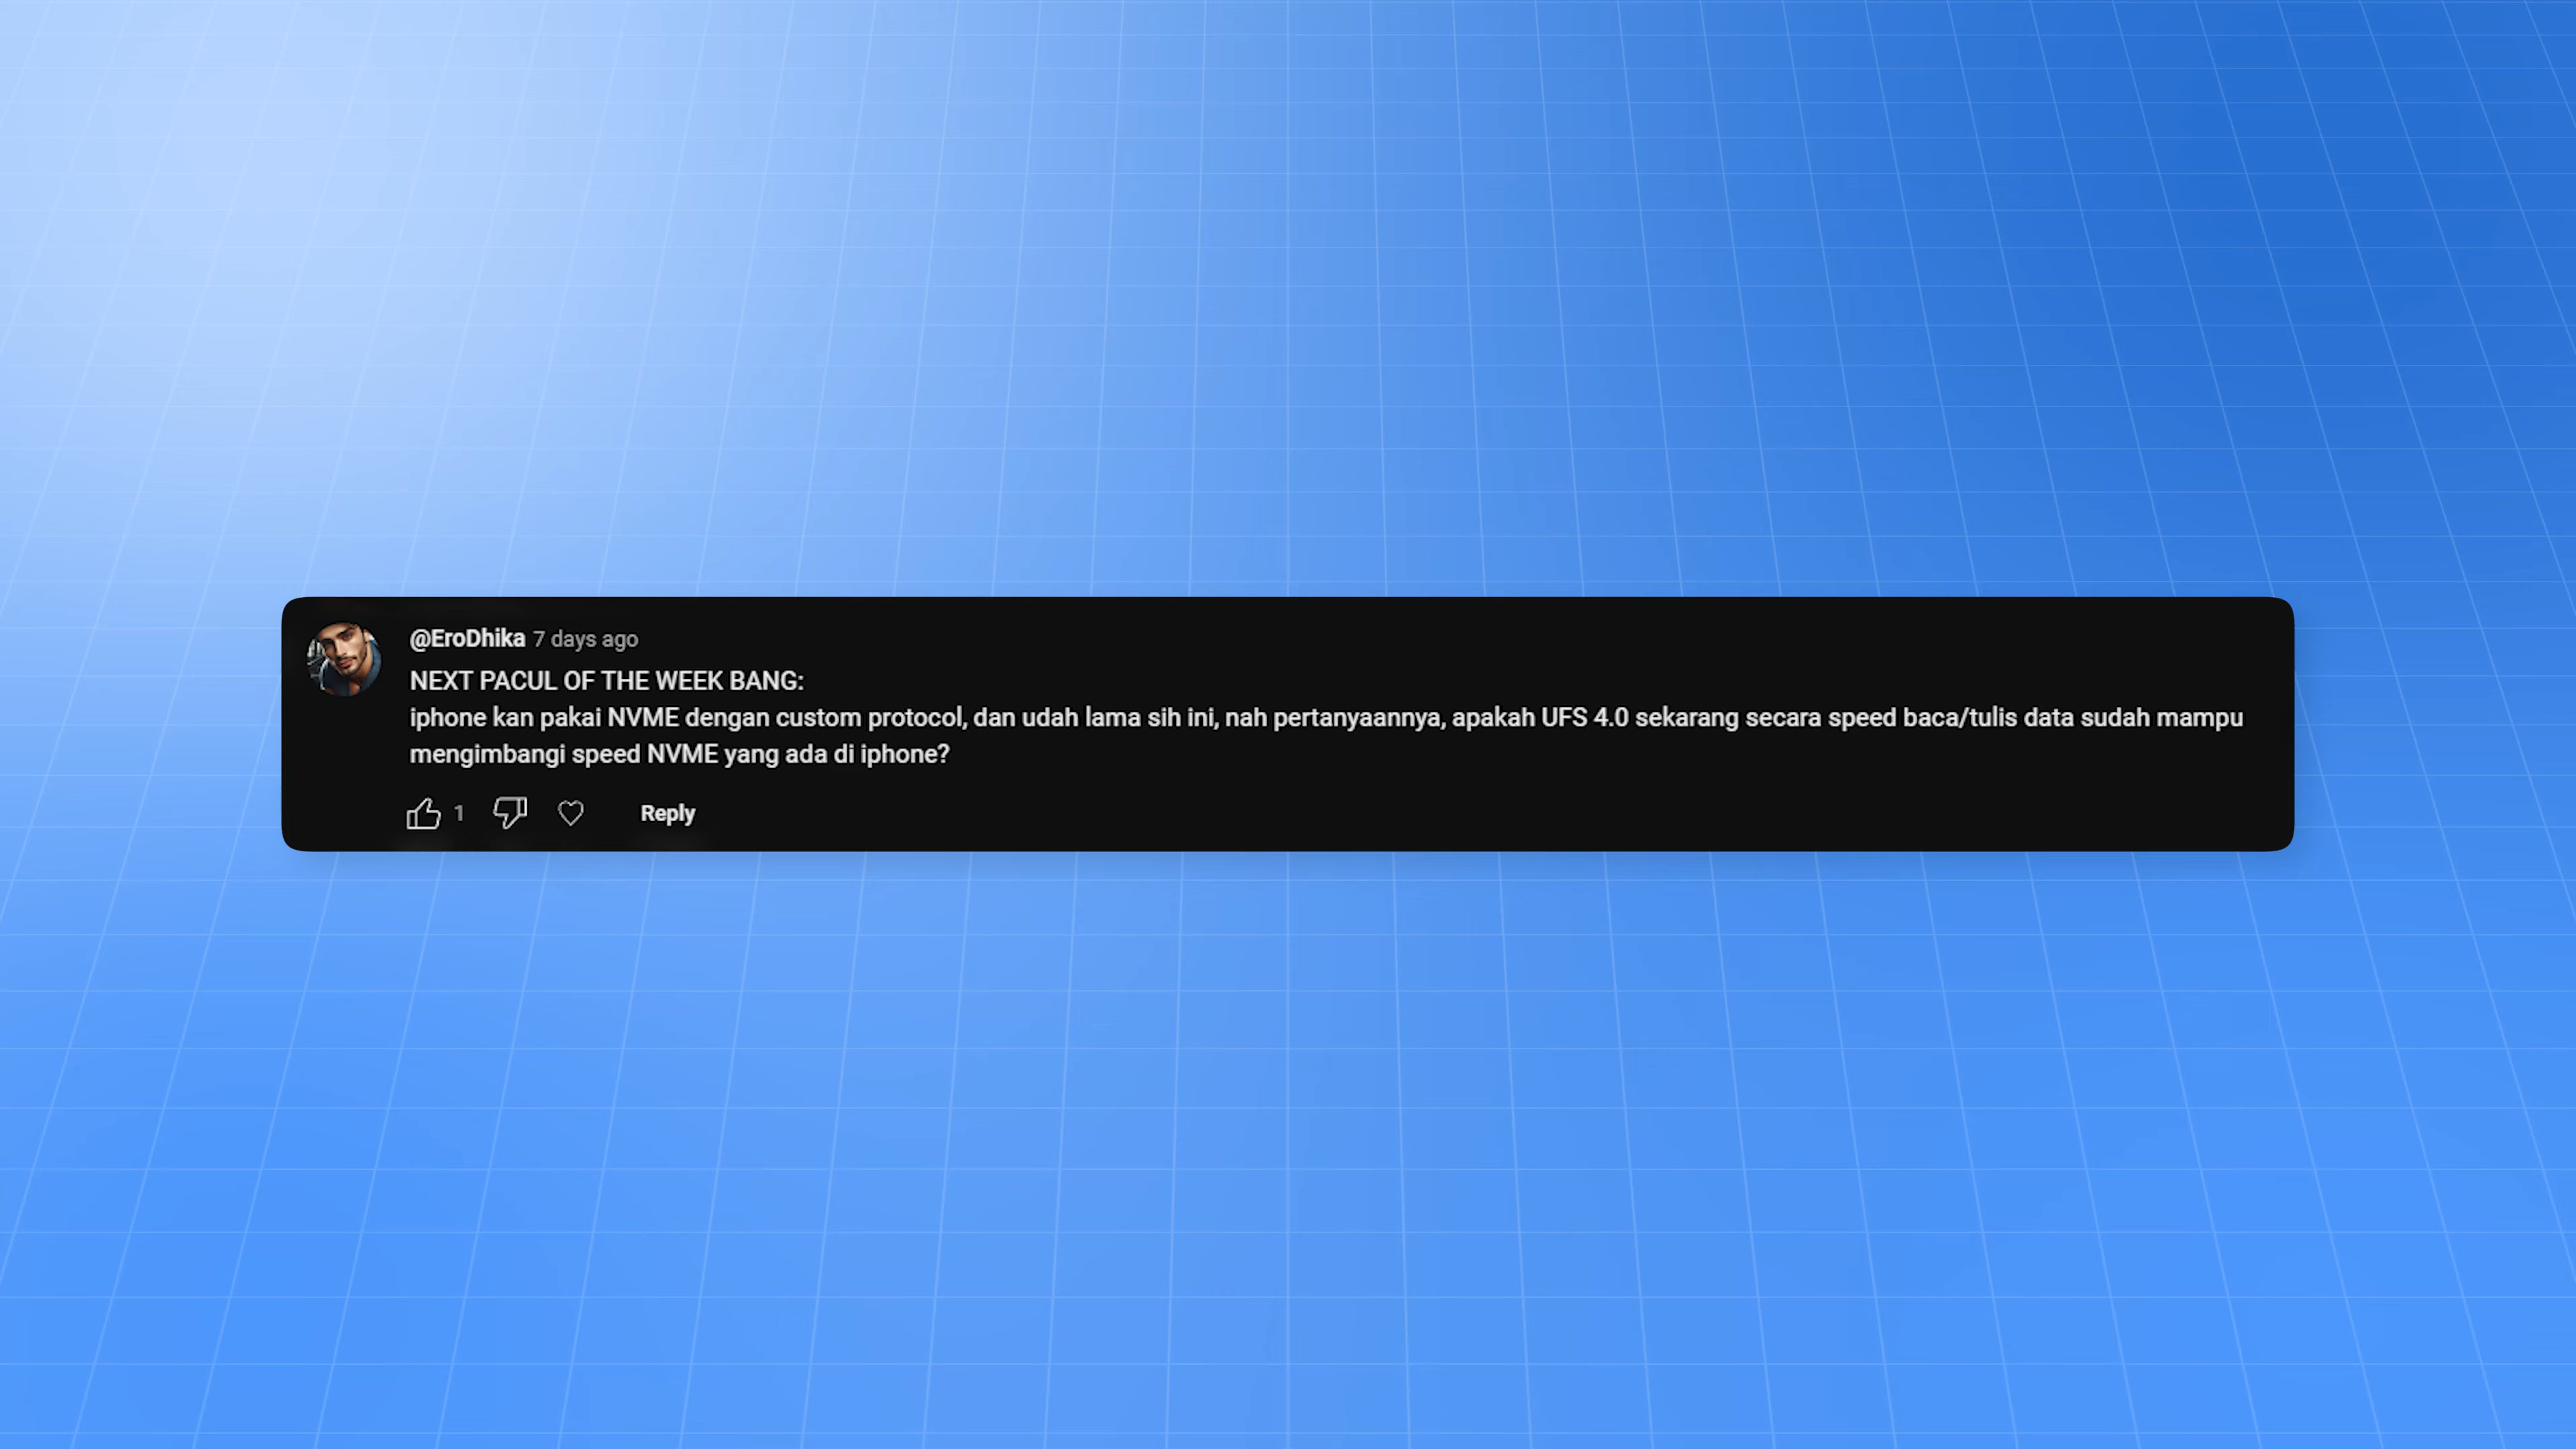 @EroDhika 7 days ago
NEXT PACUL OF THE WEEK BANG:
iphone kan pakai NVME dengan custom protocol, dan udah lama sih ini, nah pertanyaannya, apakah UFS 4.0 sekarang secara speed baca/tulis data sudah mampu
mengimbangi speed NVME yang ada di iphone?
1 Reply